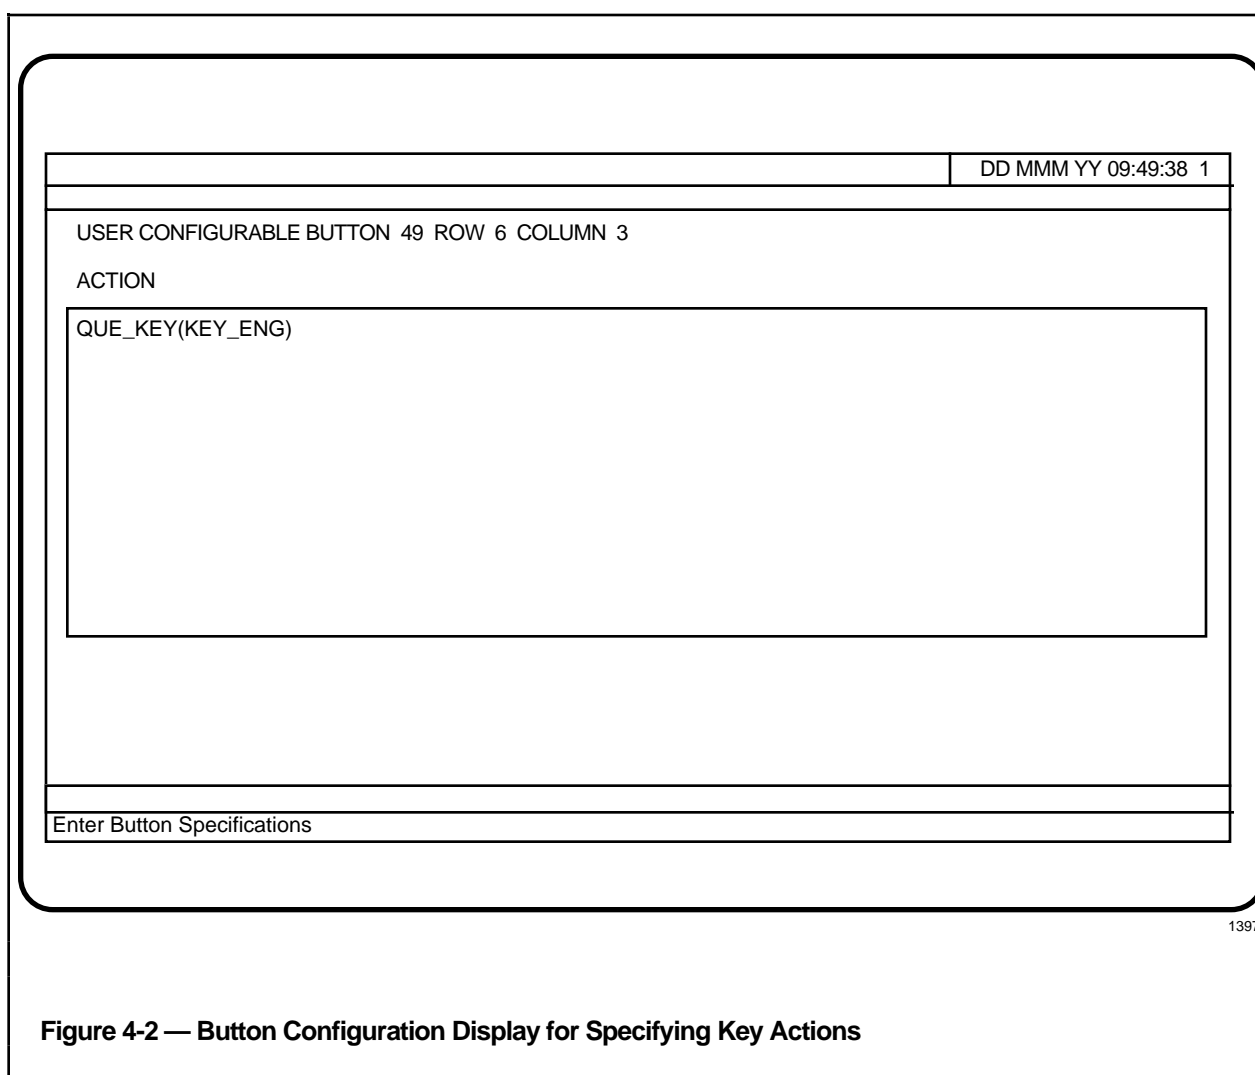 DD MMM YY 09:49:38 1
USER CONFIGURABLE BUTTON 49 ROW 6 COLUMN 3
ACTION
QUE_KEY(KEY_ENG)
Enter Button Specifications
1397
Figure 4-2 — Button Configuration Display for Specifying Key Actions